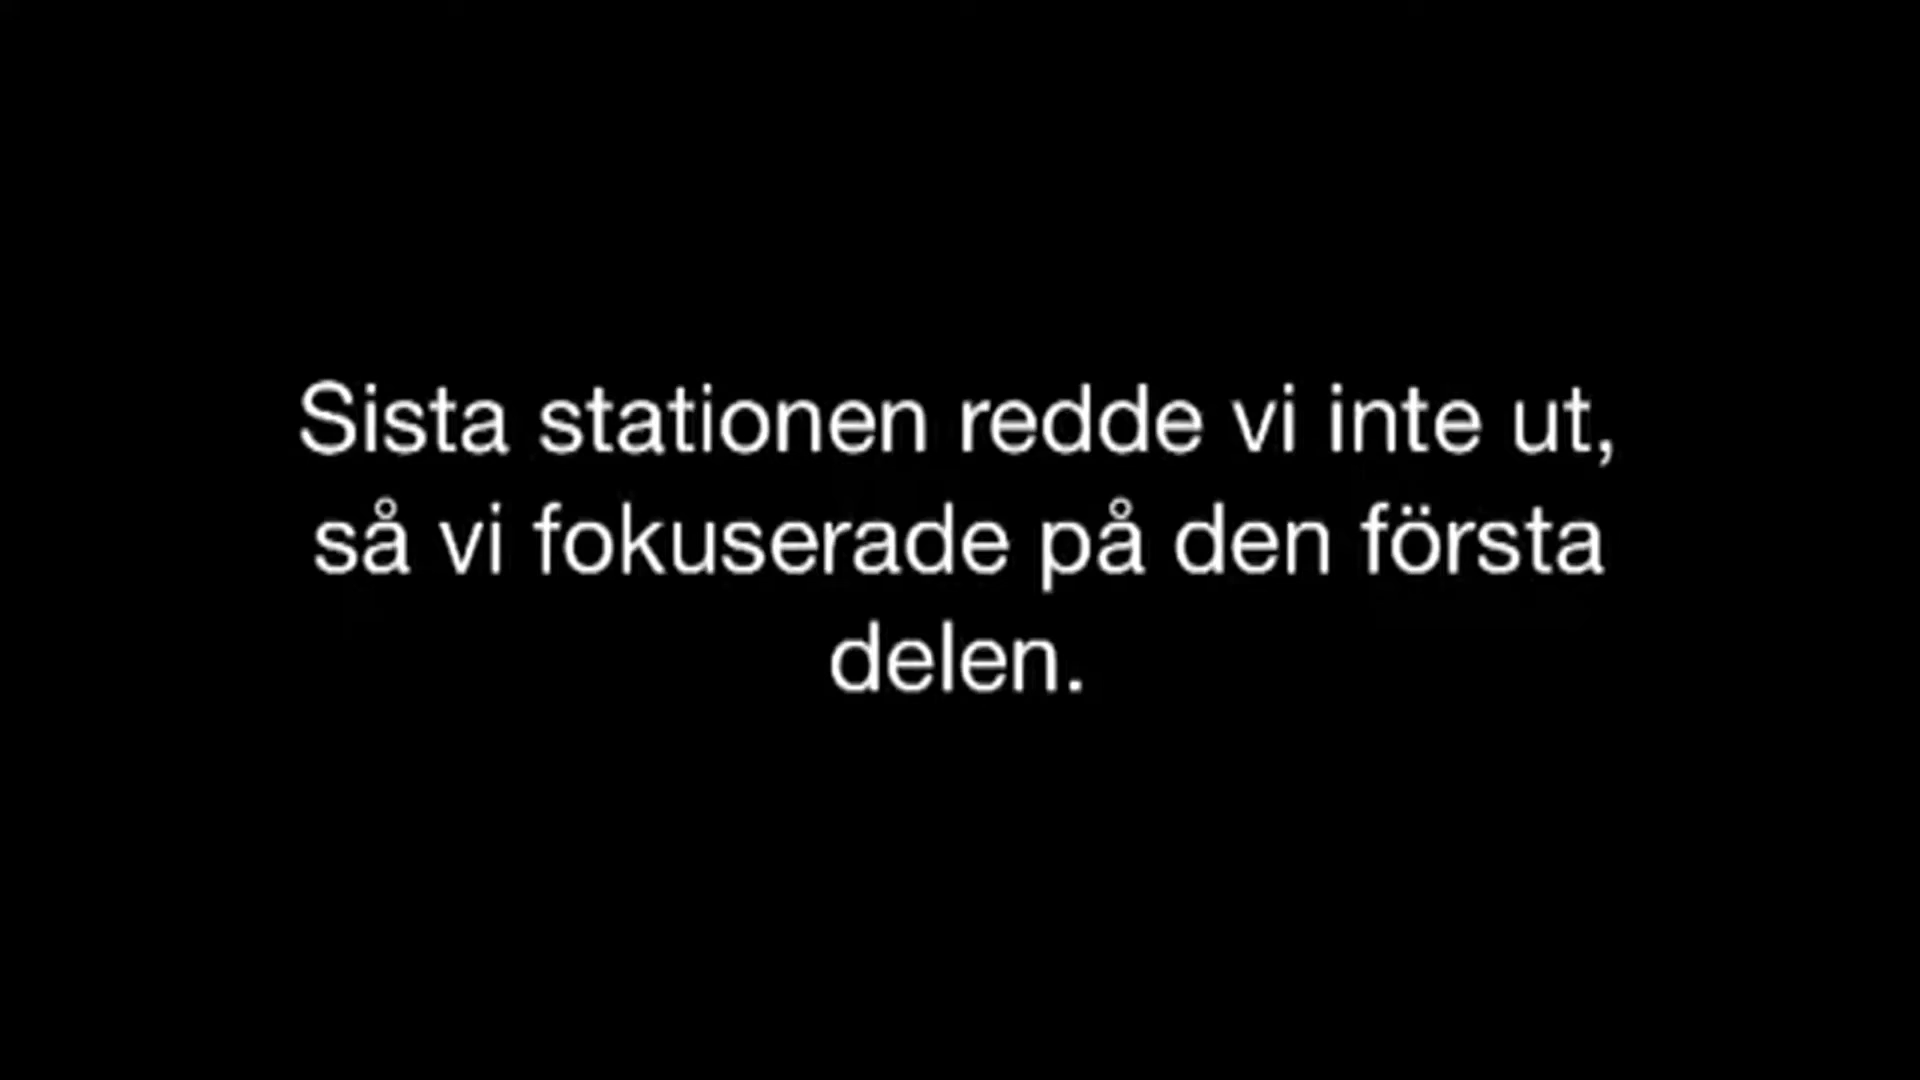 Sista stationen redde vi inte ut,
så vi fokuserade på den första
delen.